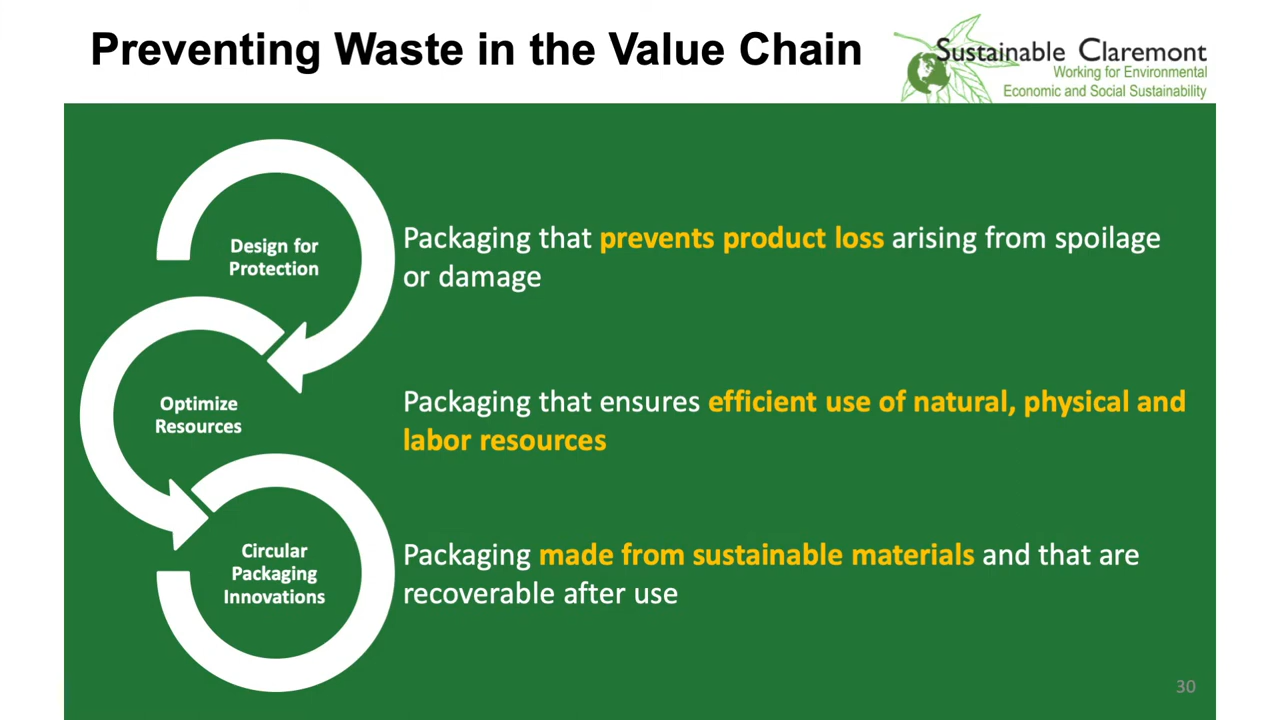 Preventing Waste in the Value Chain
Sustainable Claremont
Working for Environmental
Economic and Social Sustainability
Design for
Protection
Packaging that prevents product loss arising from spoilage
or damage
Optimize
Resources
Packaging that ensures efficient use of natural, physical and
labor resources
Circular
Packaging
Innovations
Packaging made from sustainable materials and that are
recoverable after use
30